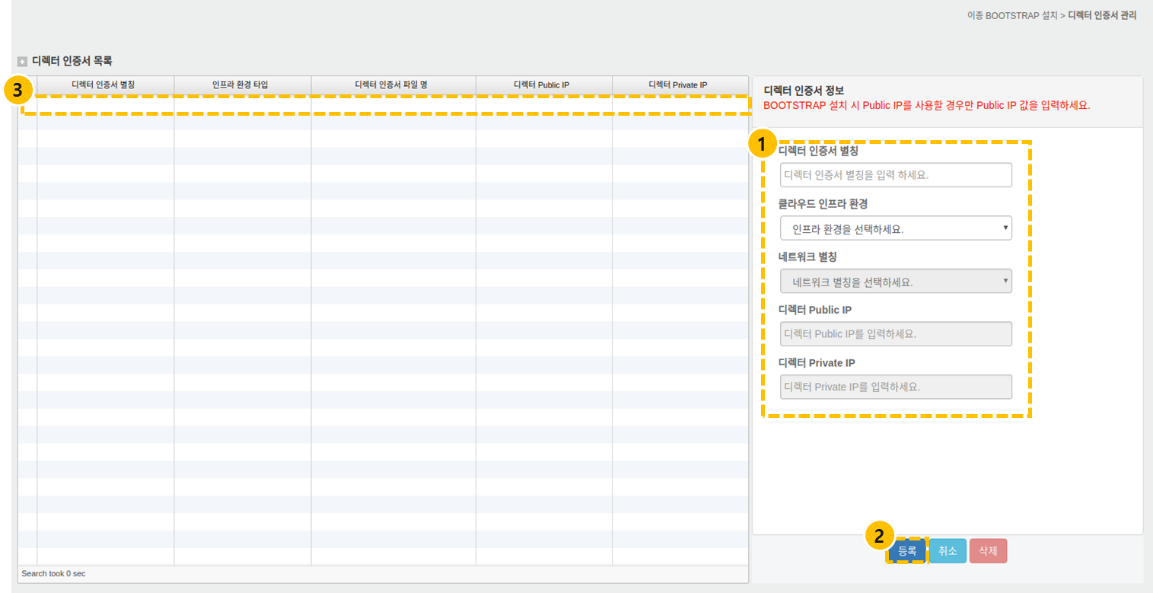 이종 BOOTSTRAP 설치 > 디렉터 인증서 관리
디렉터 인증서 목록
3
디렉터 인증서 별칭 인프라 환경 타입 디렉터 인증서 파일 명 디렉터 Public IP 디렉터 Private IP
Search took 0 sec
디렉터 인증서 정보
BOOTSTRAP 설치 시 Public IP를 사용할 경우만 Public IP 값을 입력하세요.
1
디렉터 인증서 별칭
디렉터 인증서 별칭을 입력 하세요.
클라우드 인프라 환경
인프라 환경을 선택하세요.
네트워크 별칭
네트워크 별칭을 선택하세요.
디렉터 Public IP
디렉터 Public IP를 입력하세요.
디렉터 Private IP
디렉터 Private IP를 입력하세요.
2
등록 취소 삭제